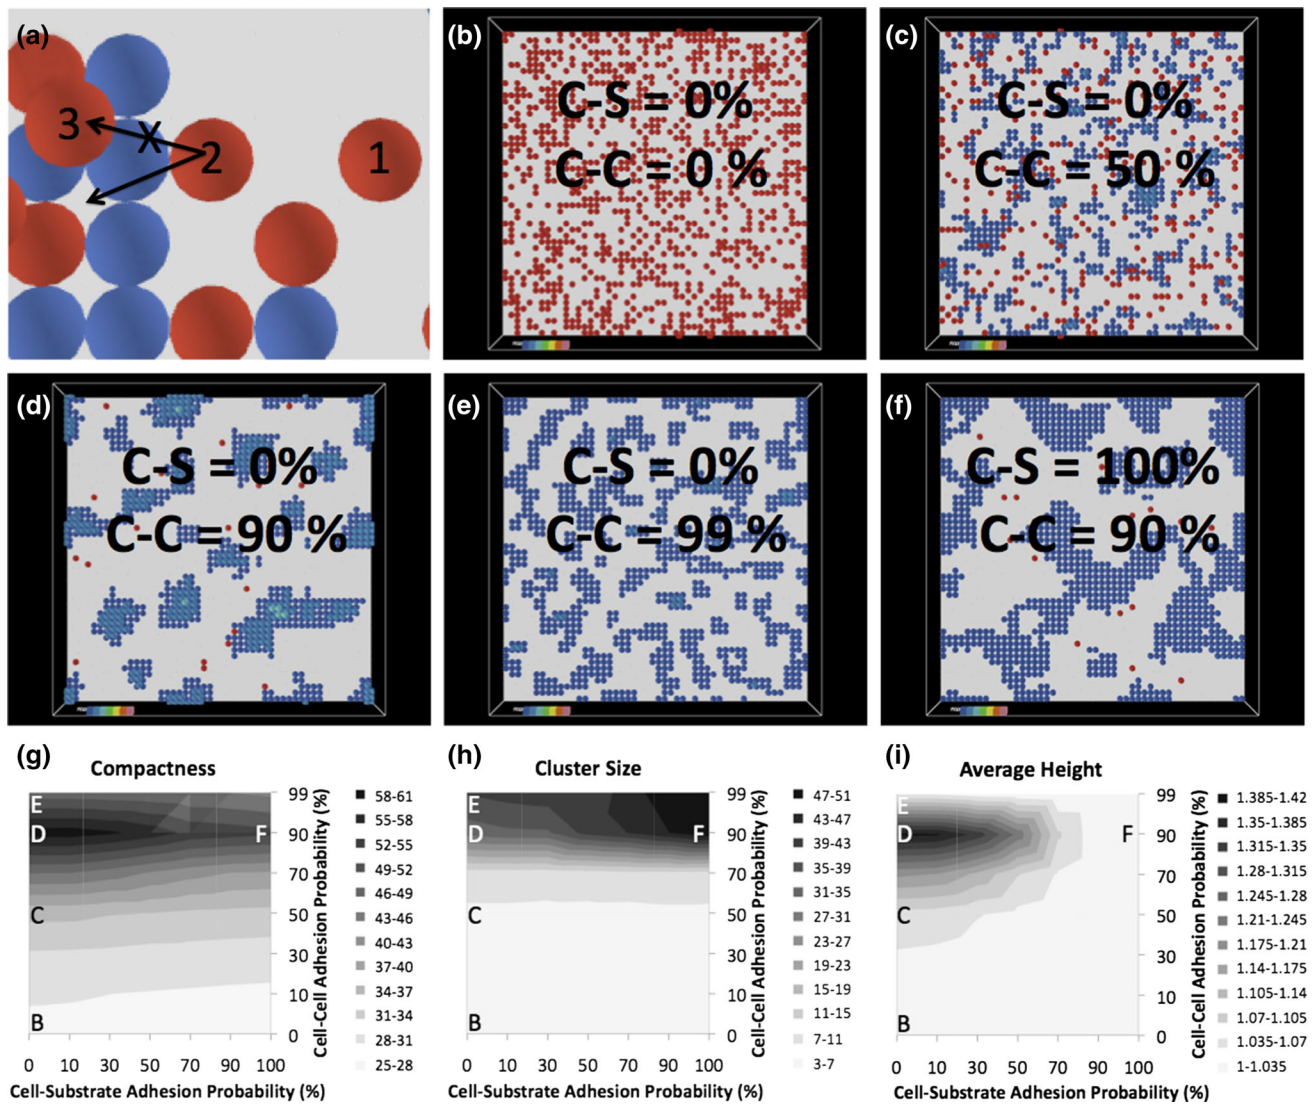 (a)
3
X
2
1
(b)
C-S = 0%
C-C = 0 %
(c)
C-S = 0%
C-C = 50 %
(d)
C-S = 0%
C-C = 90 %
(e)
C-S = 0%
C-C = 99 %
(f)
C-S = 100%
C-C = 90 %
(g)
Compactness
E
D
F
C
B
99
90
70
50
30
10
0
Cell-Cell Adhesion Probability (%)
0 10 30 50 70 90 100
Cell-Substrate Adhesion Probability (%)
58-61
55-58
52-55
49-52
46-49
43-46
40-43
37-40
34-37
31-34
28-31
25-28
(h)
Cluster Size
E
D
F
C
B
99
90
70
50
30
10
0
Cell-Cell Adhesion Probability (%)
0 10 30 50 70 90 100
Cell-Substrate Adhesion Probability (%)
47-51
43-47
39-43
35-39
31-35
27-31
23-27
19-23
15-19
11-15
7-11
3-7
(i)
Average Height
E
D
F
C
B
99
90
70
50
30
10
0
Cell-Cell Adhesion Probability (%)
0 10 30 50 70 90 100
Cell-Substrate Adhesion Probability (%)
1.385-1.42
1.35-1.385
1.315-1.35
1.28-1.315
1.245-1.28
1.21-1.245
1.175-1.21
1.14-1.175
1.105-1.14
1.07-1.105
1.035-1.07
1-1.035